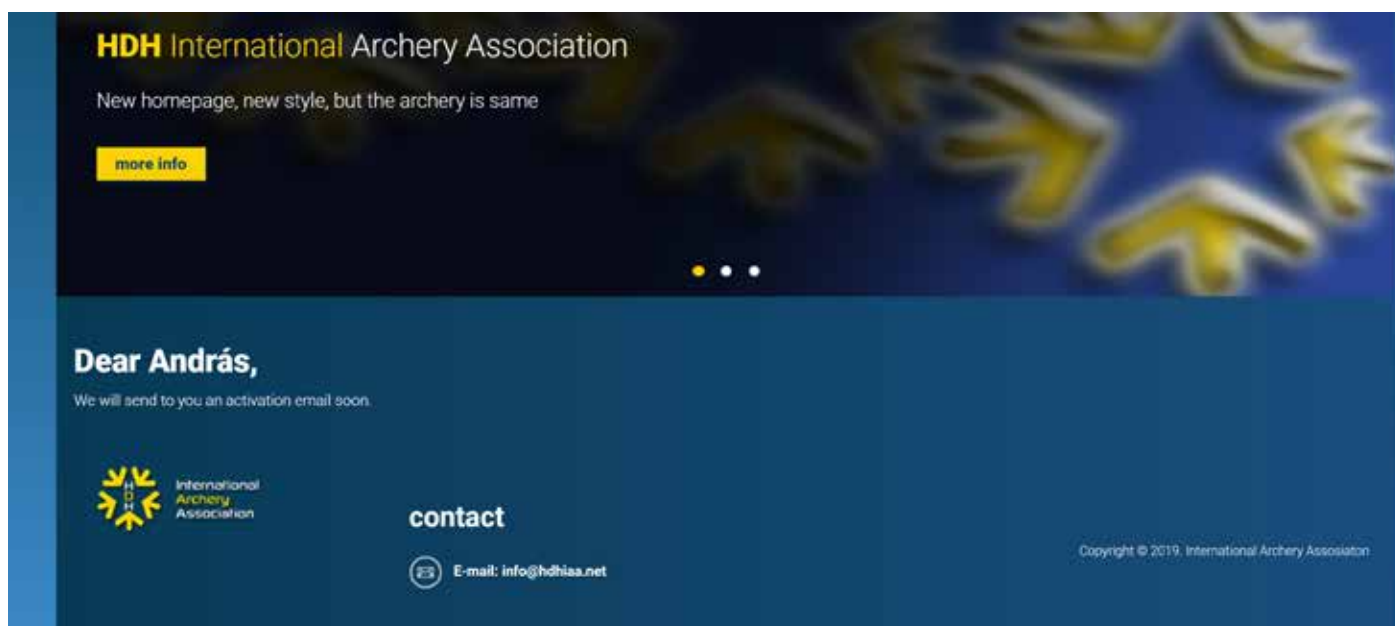 HDH International Archery Association
New homepage, new style, but the archery is same
more info
Dear András,
We will send to you an activation email soon.
HDH
International
Archery
Association
contact
E-mail: info@hdhiaa.net
Copyright © 2019. International Archery Assosiaton